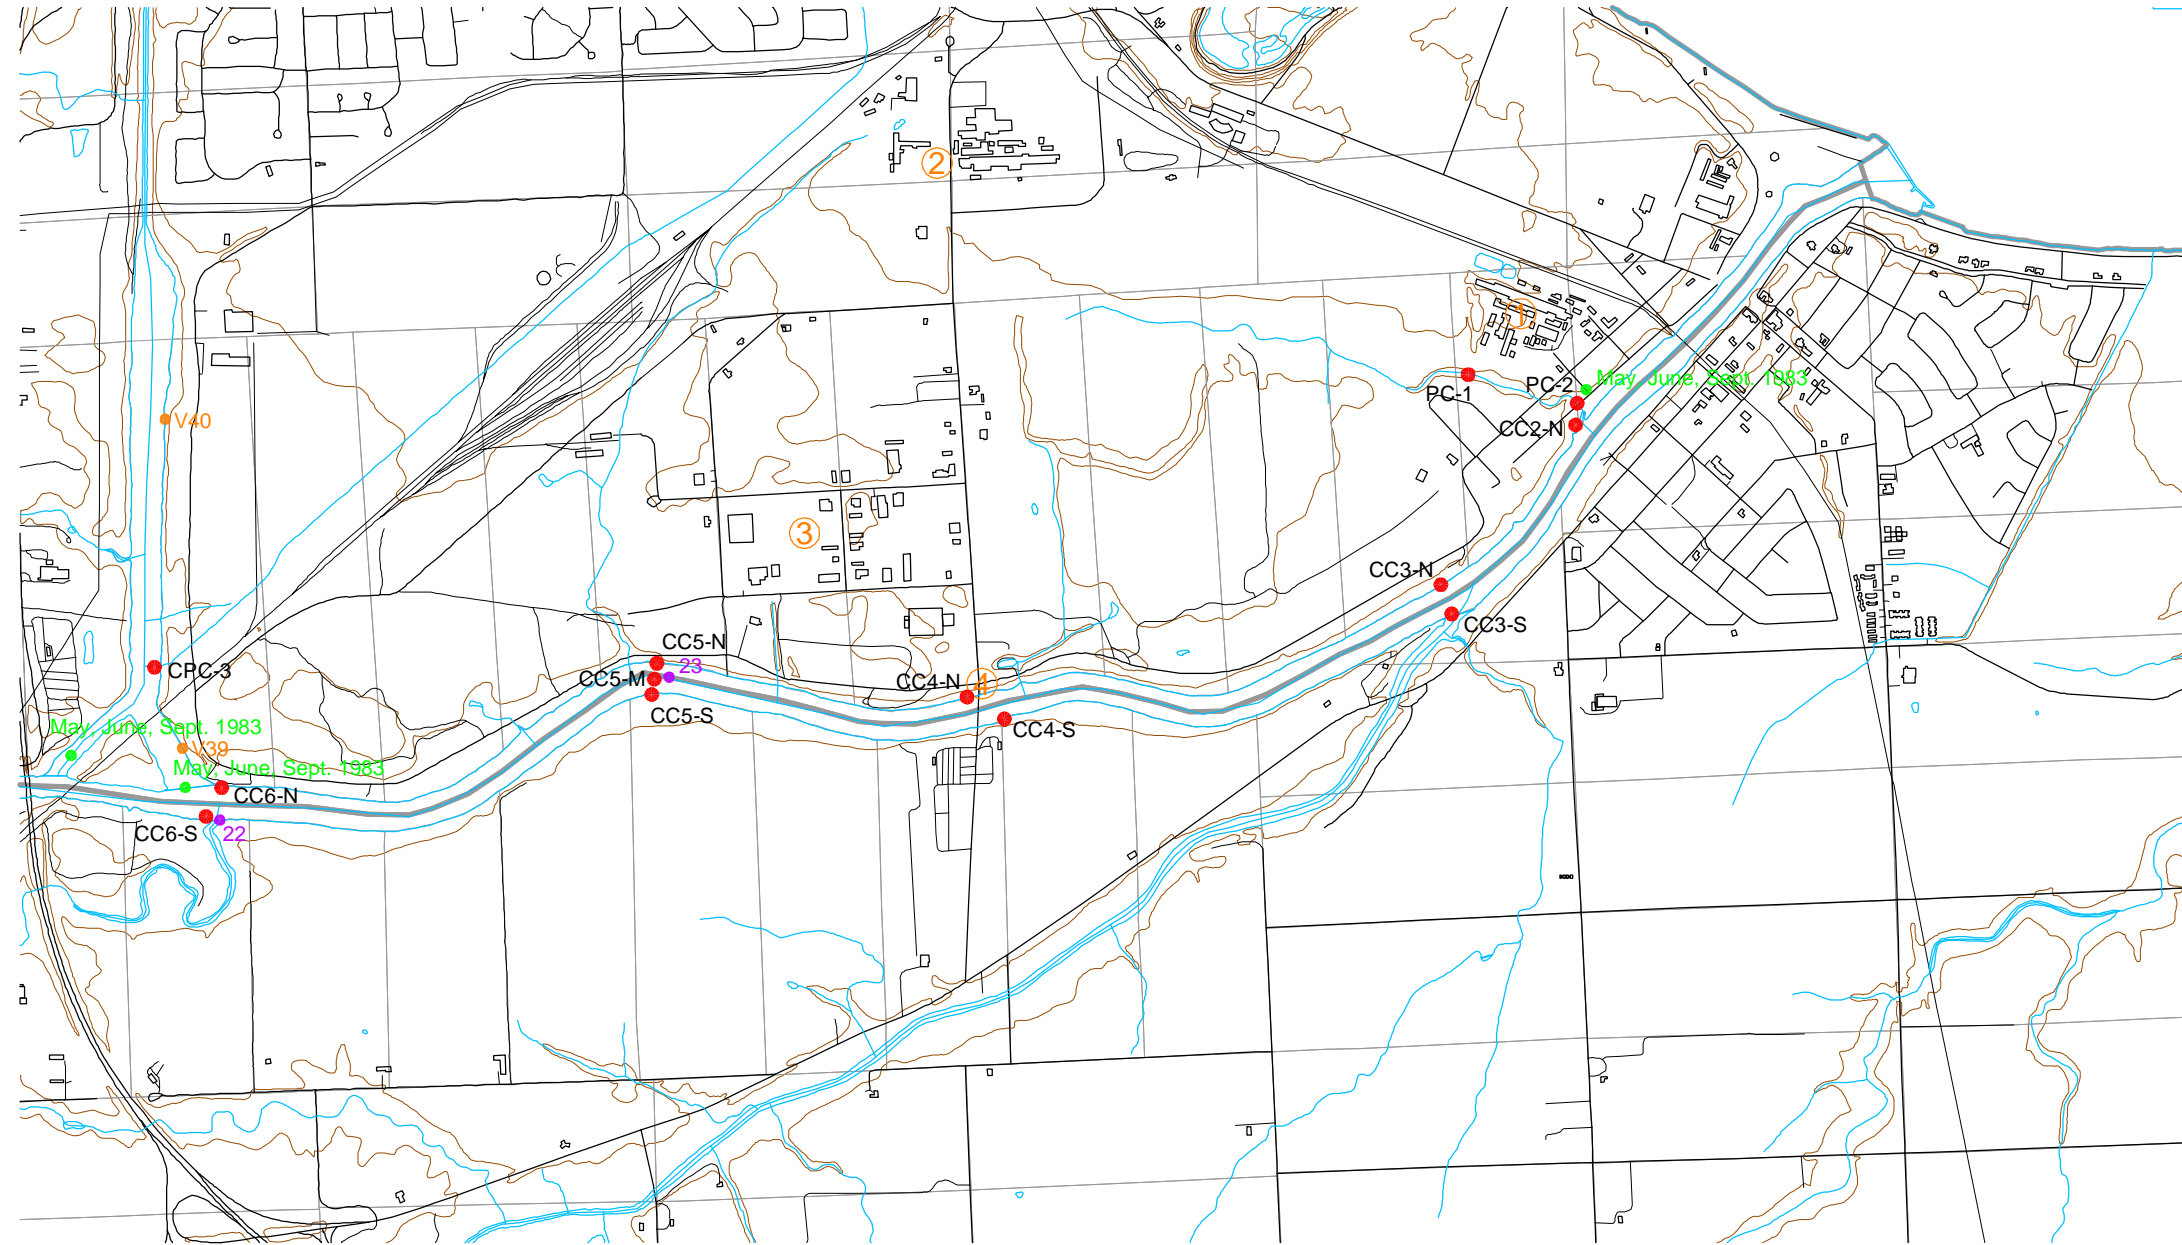 2
1
PC-2
May, June, Sept. 1983
PC-1
V40
CC2-N
3
CC3-N
CC3-S
CC5-N
23
CPC-3
CC5-M
CC4-N
4
CC5-S
May, June, Sept. 1983
CC4-S
V39
May, June, Sept. 1983
CC6-N
CC6-S
22